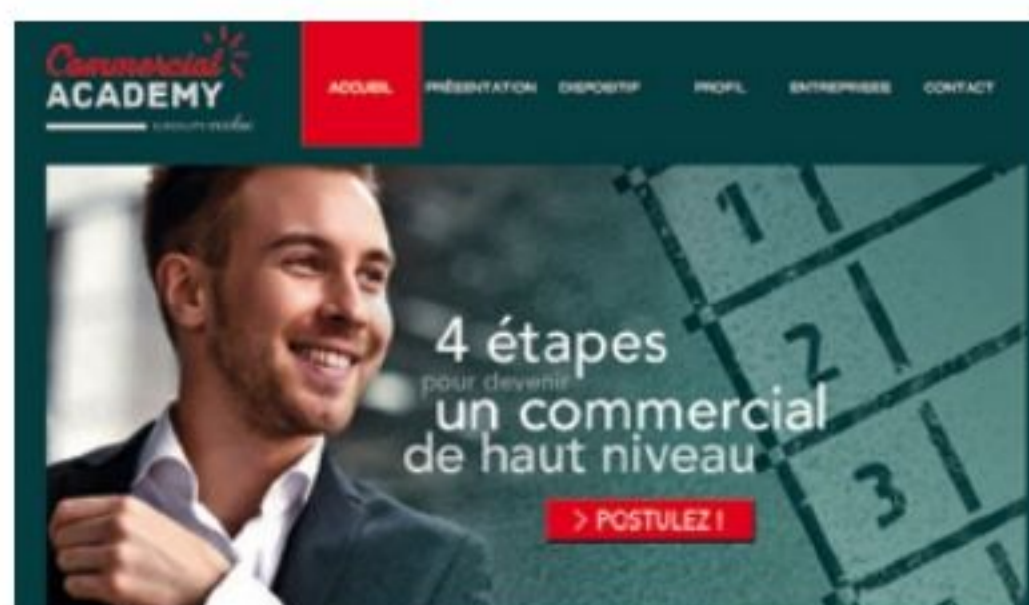 Commercial
ACADEMY
GROUPE
ACCUEIL PRÉSENTATION DISPOSITIF PROFIL ENTREPRISES CONTACT
1
2
3
4 étapes
pour devenir
un commercial
de haut niveau
> POSTULEZ !